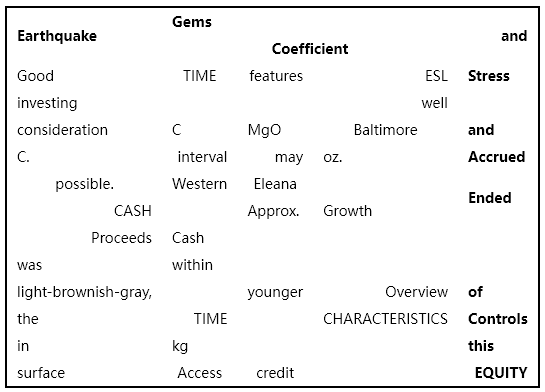 Gems
Earthquake and
Coefficient
Good TIME features ESL Stress
investing well
consideration C MgO Baltimore and
C. interval may oz. Accrued
possible. Western Eleana
Ended
CASH Approx. Growth
Proceeds Cash
was within
light-brownish-gray, younger Overview of
the TIME CHARACTERISTICS Controls
in kg this
surface Access credit EQUITY